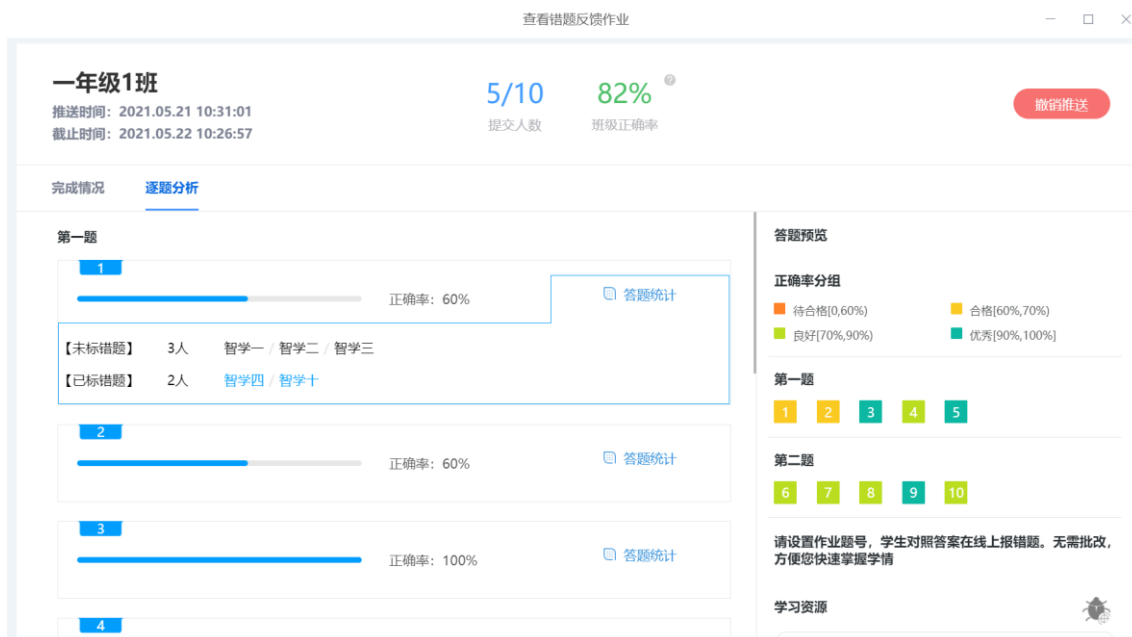 查看错题反馈作业
一年级1班
推送时间：2021.05.21 10:31:01
截止时间：2021.05.22 10:26:57
5/10
提交人数
82%
班级正确率
撤销推送
完成情况
逐题分析
第一题
1
正确率：60%
答题统计
【未标错题】 3人 智学一 / 智学二 / 智学三
【已标错题】 2人 智学四 / 智学十
2
正确率：60%
答题统计
3
正确率：100%
答题统计
4
答题预览
正确率分组
待合格[0,60%) 合格[60%,70%)
良好[70%,90%) 优秀[90%,100%]
第一题
1 2 3 4 5
第二题
6 7 8 9 10
请设置作业题号，学生对照答案在线上报错题。无需批改，
方便您快速掌握学情
学习资源